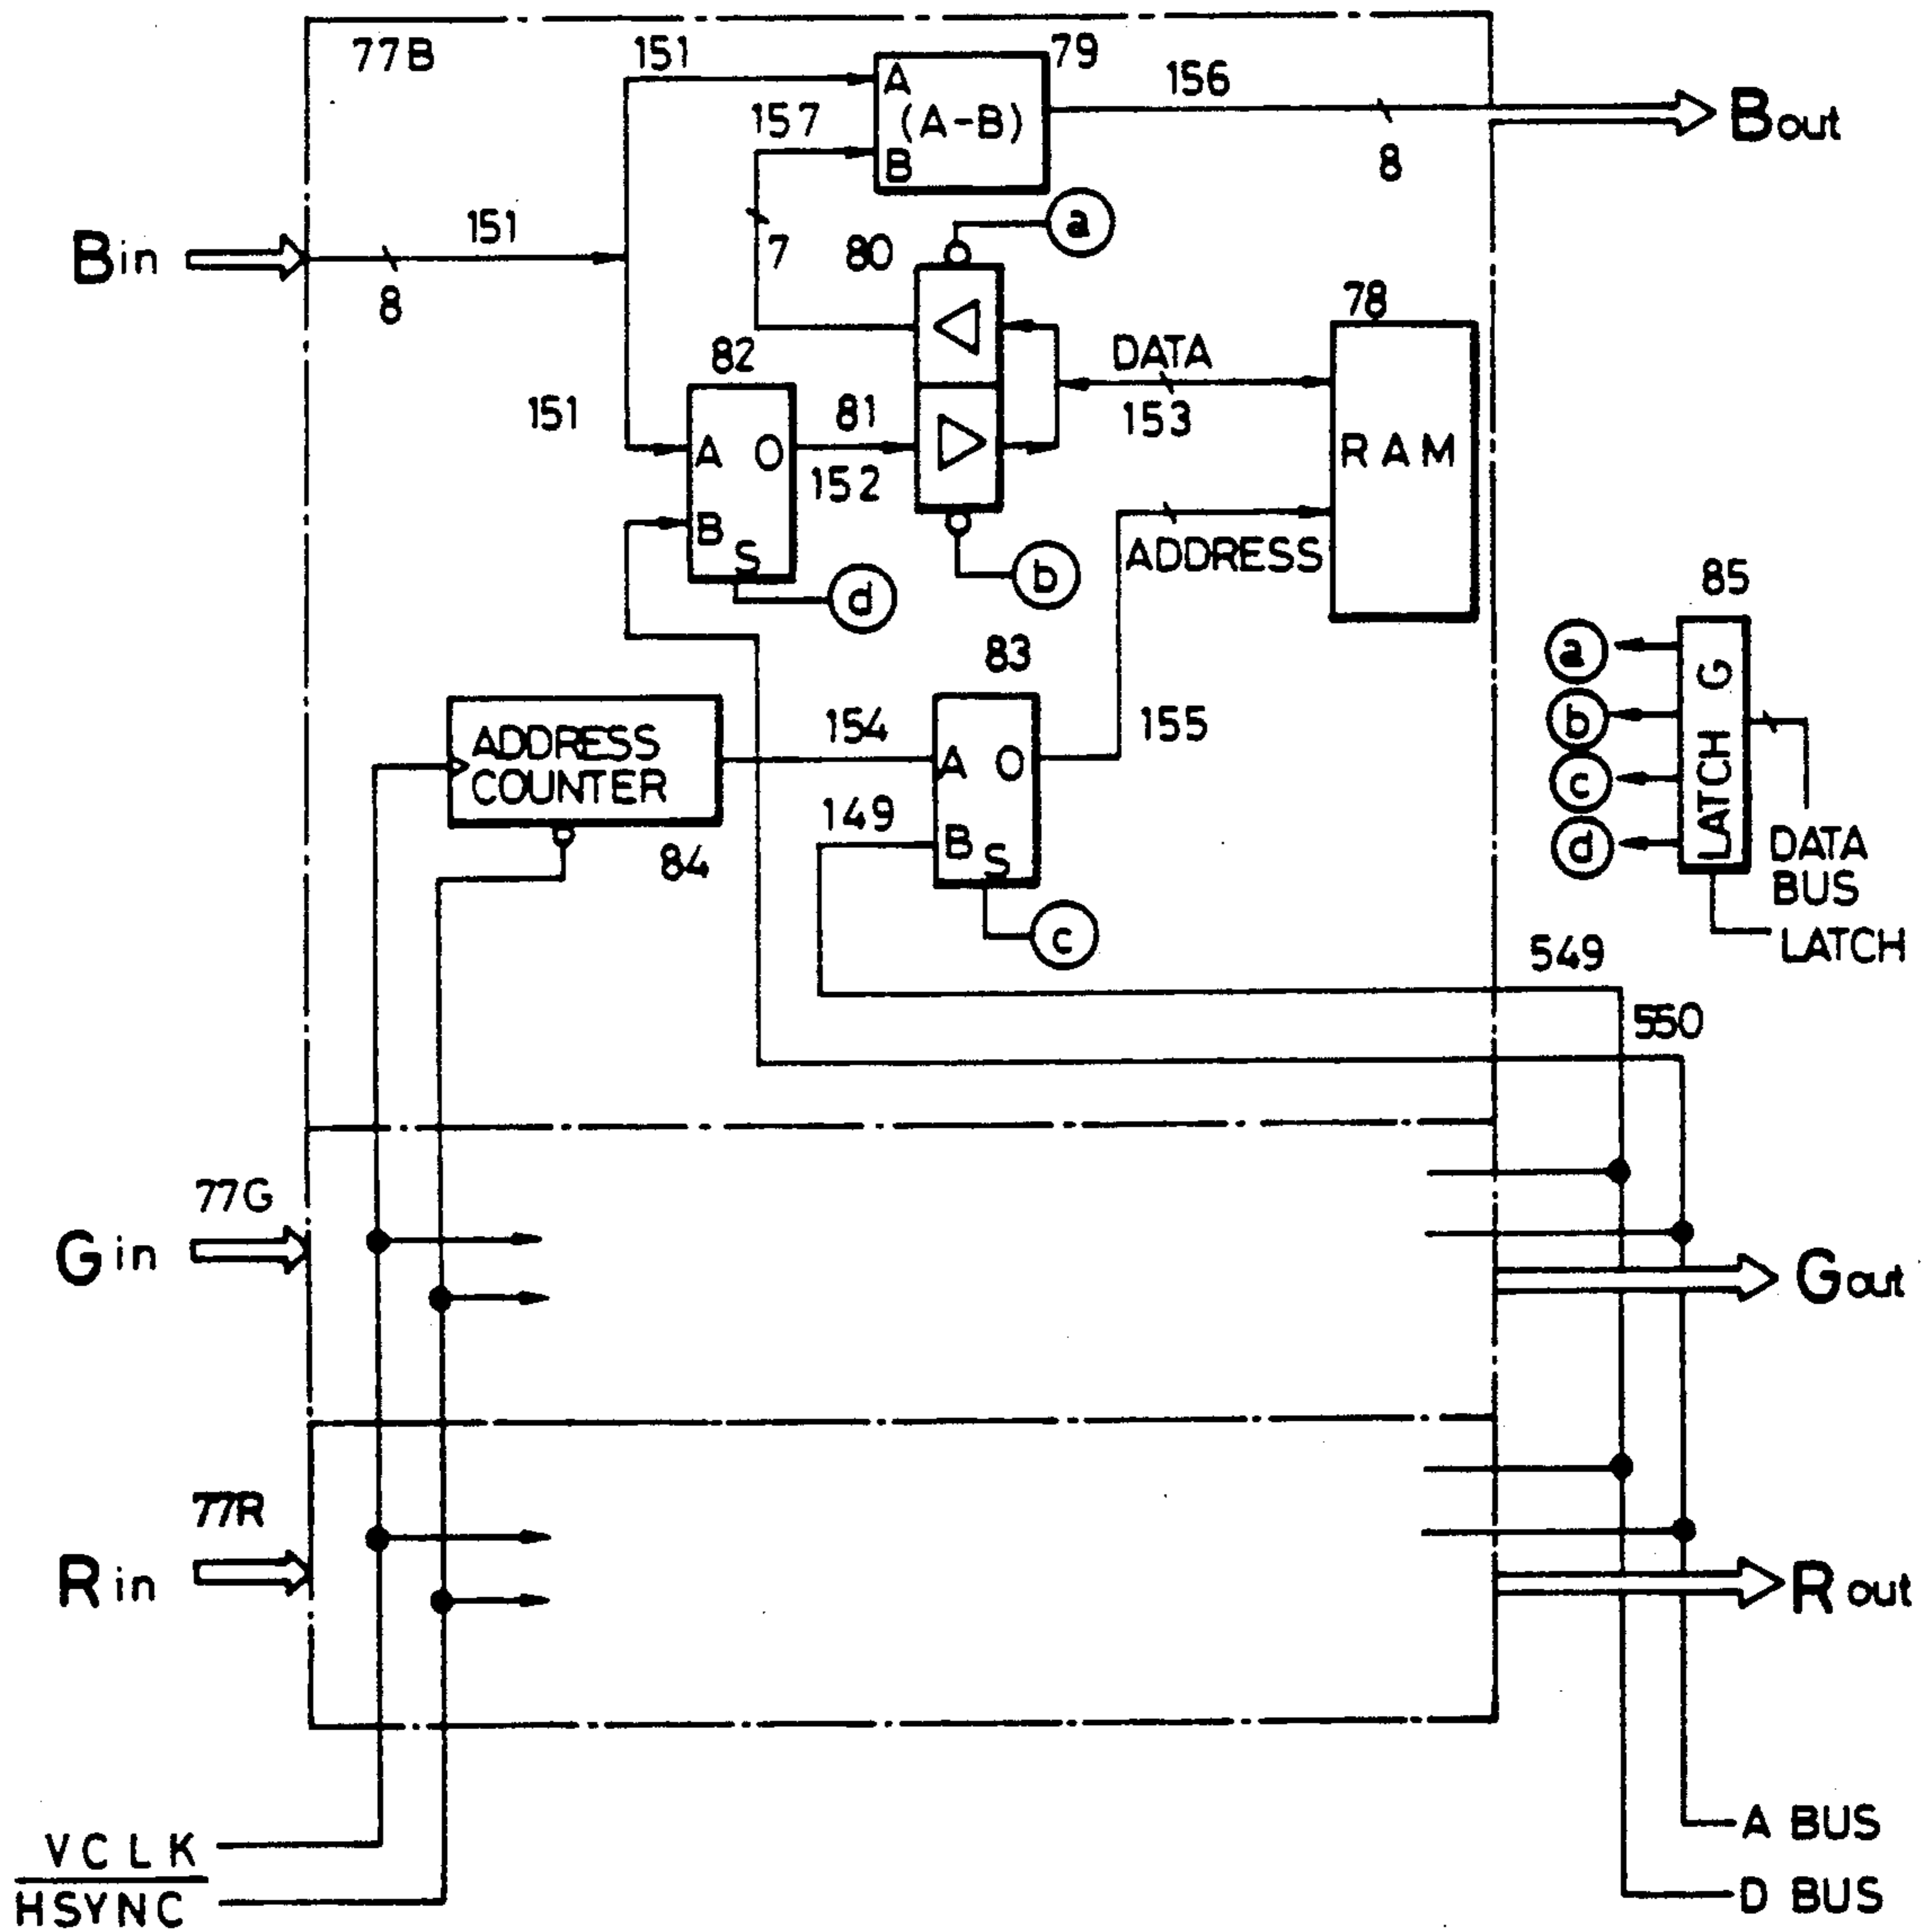 77B
151
79
A
(A-B)
B
156
8
Bout
157
7
Bin
151
8
80
a
78
RAM
82
151
A O
B
S
d
81
152
b
DATA
153
ADDRESS
85
a
b
c
d
LATCH G
DATA
BUS
LATCH
83
ADDRESS
COUNTER
84
154
A O
B
S
149
c
155
549
550
77G
Gin
Gout
77R
Rin
Rout
VCLK
HSYNC
A BUS
D BUS